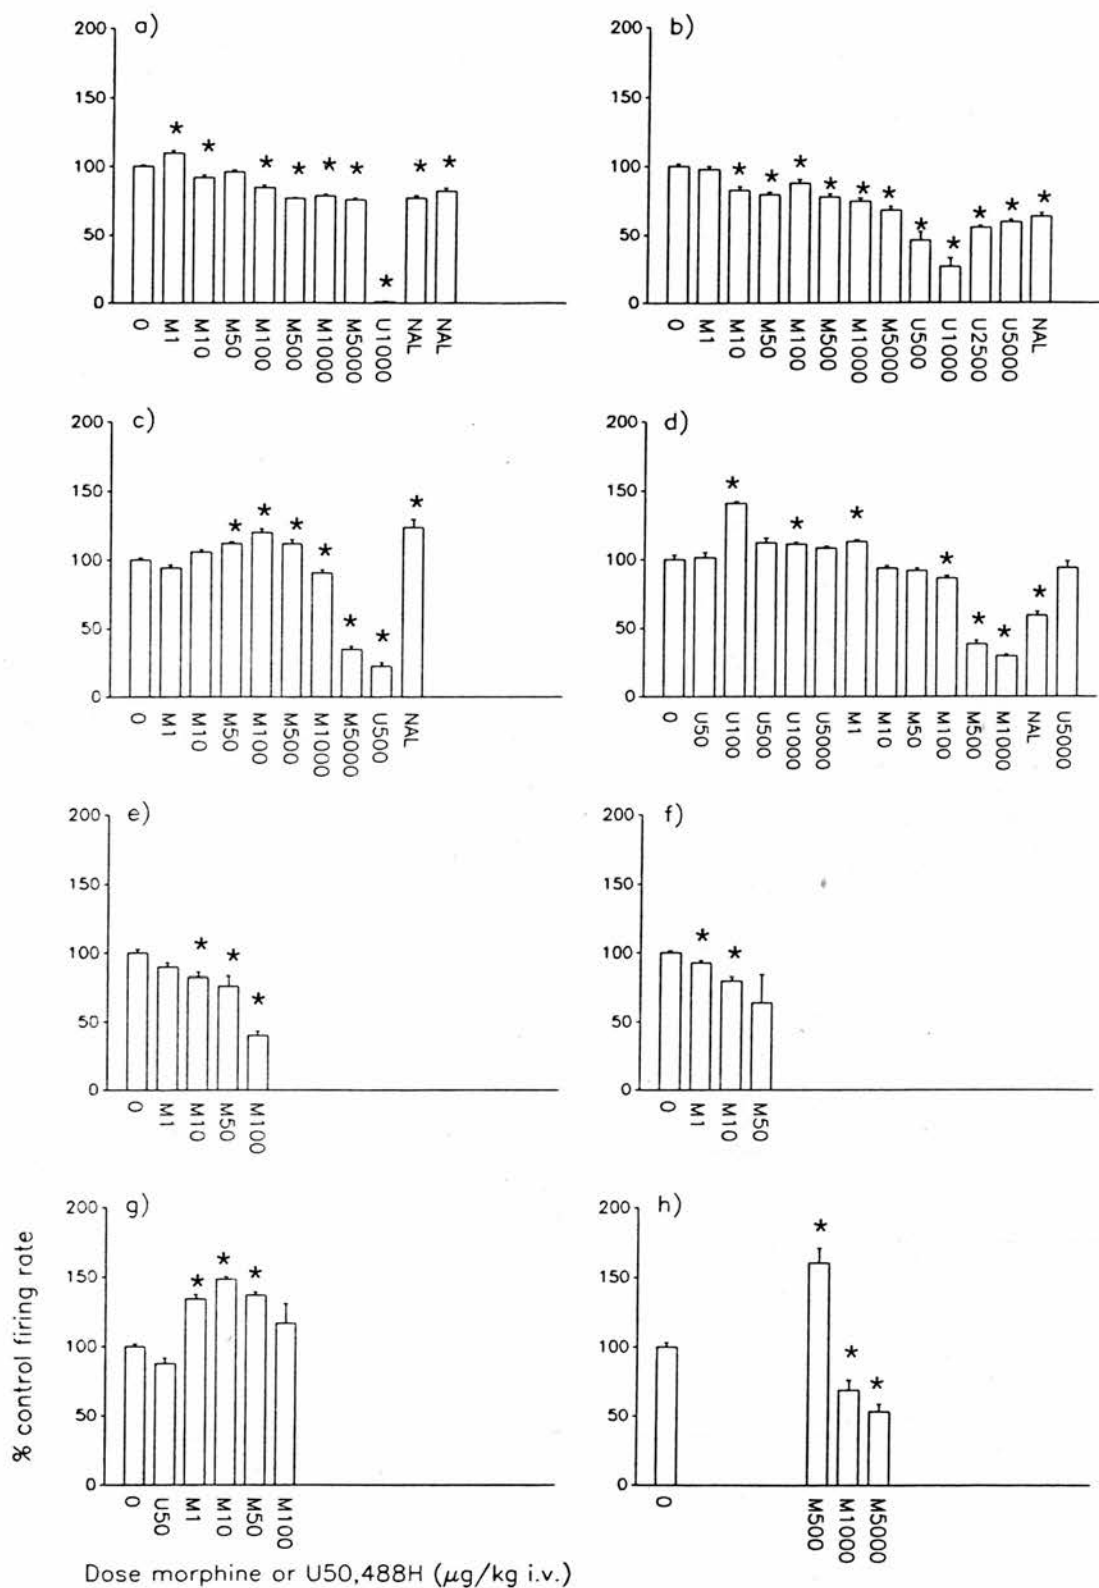 a)
200
150
100
50
0
* * * * * * * * *
0 M1 M10 M50 M100 M500 M1000 M5000 U1000 NAL NAL
b)
200
150
100
50
0
* * * * * * * * * * *
0 M1 M10 M50 M100 M500 M1000 M5000 U500 U1000 U2500 U5000 NAL
c)
200
150
100
50
0
* * * * * * *
0 M1 M10 M50 M100 M500 M1000 M5000 U500 NAL
d)
200
150
100
50
0
* * * * * * *
0 U50 U100 U500 U1000 U5000 M1 M10 M50 M100 M500 M1000 NAL U5000
e)
200
150
100
50
0
* * *
0 M1 M10 M50 M100
f)
200
150
100
50
0
* *
0 M1 M10 M50
g)
200
150
100
50
0
* * *
0 U50 M1 M10 M50 M100
h)
200
150
100
50
0
* * *
0 M500 M1000 M5000
% control firing rate
Dose morphine or U50,488H (μg/kg i.v.)